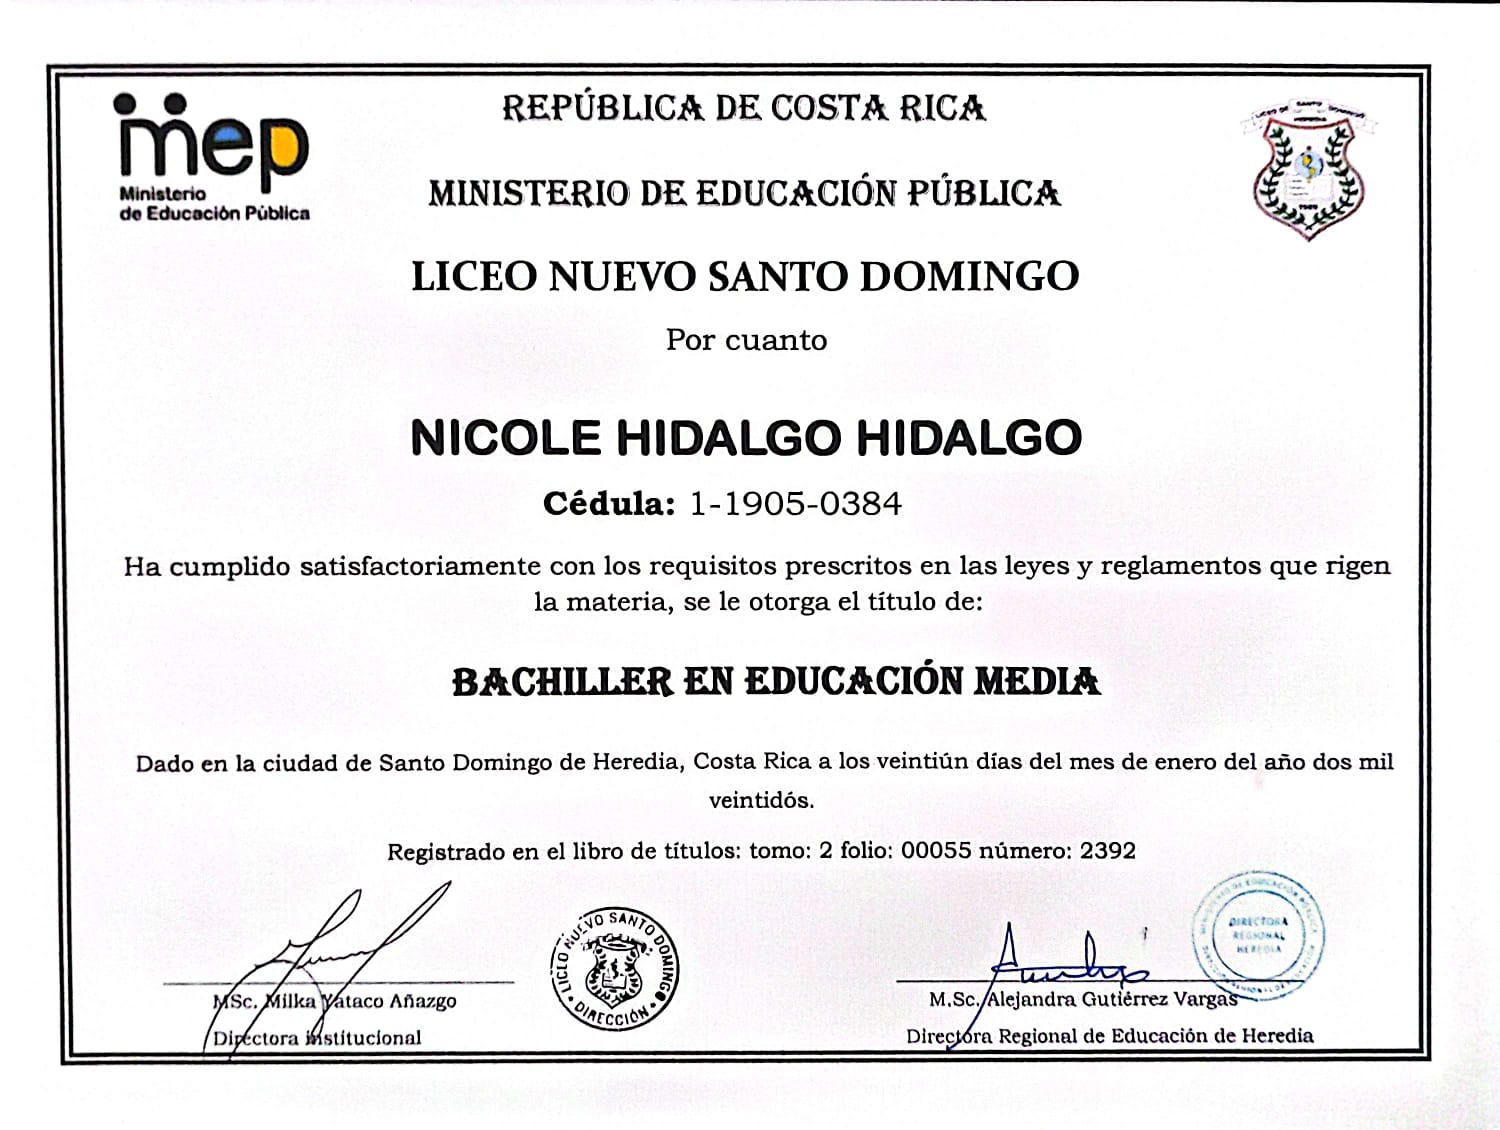 mep
Ministerio
de Educación Pública
LICEO DE SANTO DOMINGO
HEREDIA
REPÚBLICA DE COSTA RICA
MINISTERIO DE EDUCACIÓN PÚBLICA
LICEO NUEVO SANTO DOMINGO
Por cuanto
NICOLE HIDALGO HIDALGO
Cédula: 1-1905-0384
Ha cumplido satisfactoriamente con los requisitos prescritos en las leyes y reglamentos que rigen
la materia, se le otorga el título de:
BACHILLER EN EDUCACIÓN MEDIA
Dado en la ciudad de Santo Domingo de Heredia, Costa Rica a los veintiún días del mes de enero del año dos mil
veintidós.
Registrado en el libro de títulos: tomo: 2 folio: 00055 número: 2392
MSc. Milka Yataco Añazgo
Directora institucional
LICEO NUEVO SANTO DOMINGO
DIRECCIÓN
DIRECTORA
REGIONAL
HEREDIA
M.Sc. Alejandra Gutiérrez Vargas
Directora Regional de Educación de Heredia